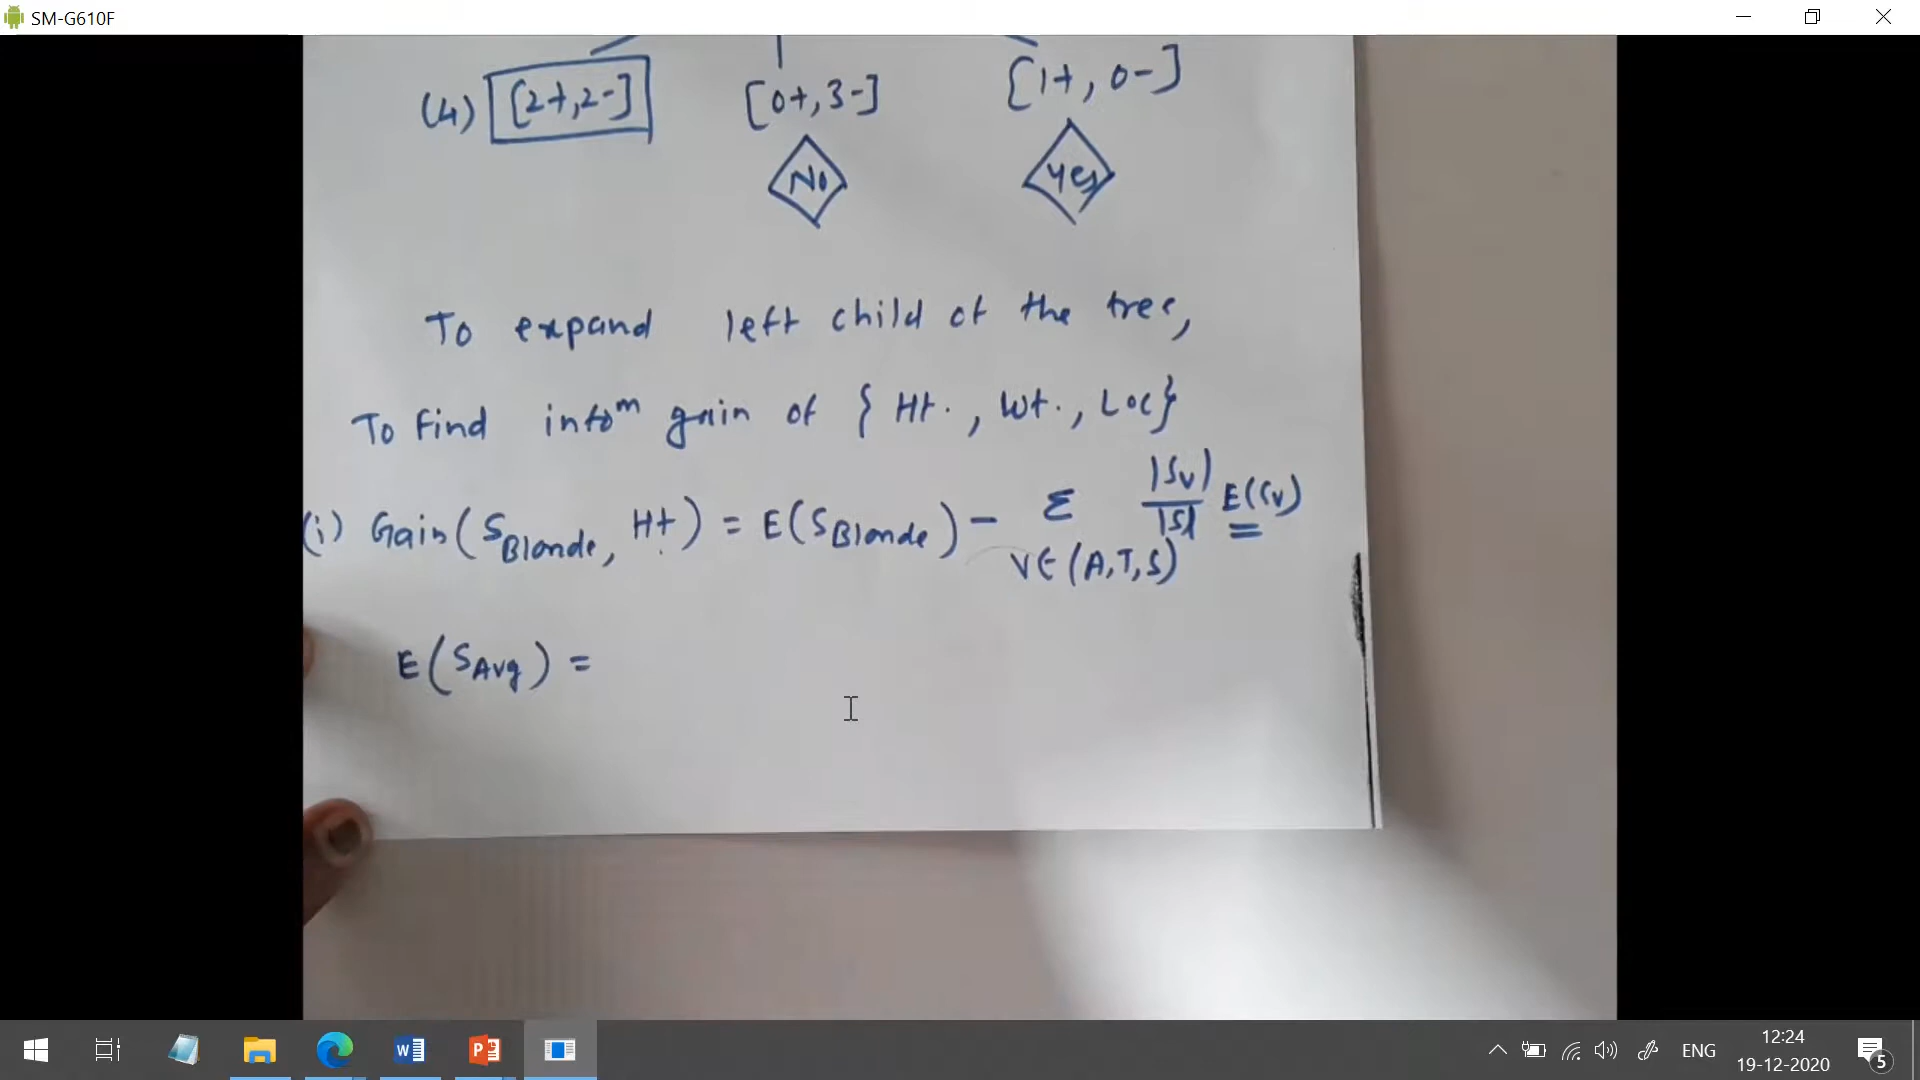 SM-G610F
(4) [2+,2-] [0+,3-] [1+, 0-]
No Yes
To expand left child of the tree,
To find infoᵐ gain of { Ht. , Wt. , Loc}
(i) Gain(S_Blonde, Ht) = E(S_Blonde) - Σ |Sv|/|S| E(Sv)
V∈(A,T,S)
E(S_Avg) =
12:24
ENG
19-12-2020
5